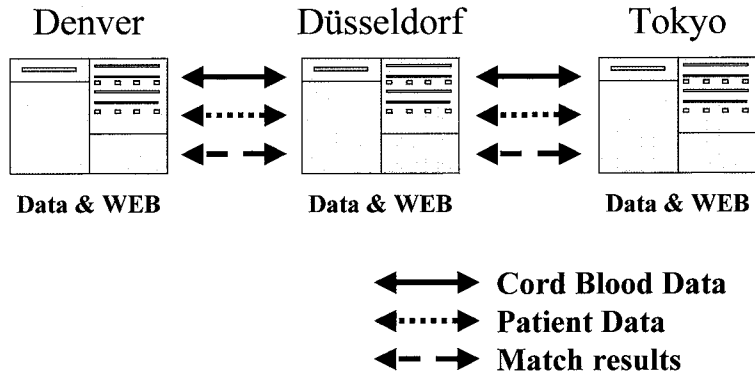 Denver Düsseldorf Tokyo
Data & WEB Data & WEB Data & WEB
Cord Blood Data
Patient Data
Match results